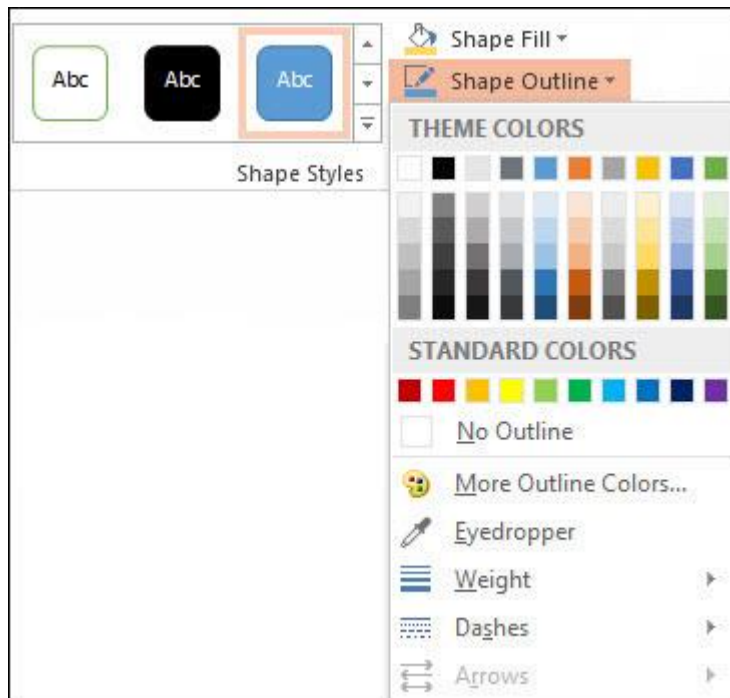 Abc Abc Abc
Shape Styles
Shape Fill
Shape Outline
THEME COLORS
STANDARD COLORS
No Outline
More Outline Colors...
Eyedropper
Weight
Dashes
Arrows